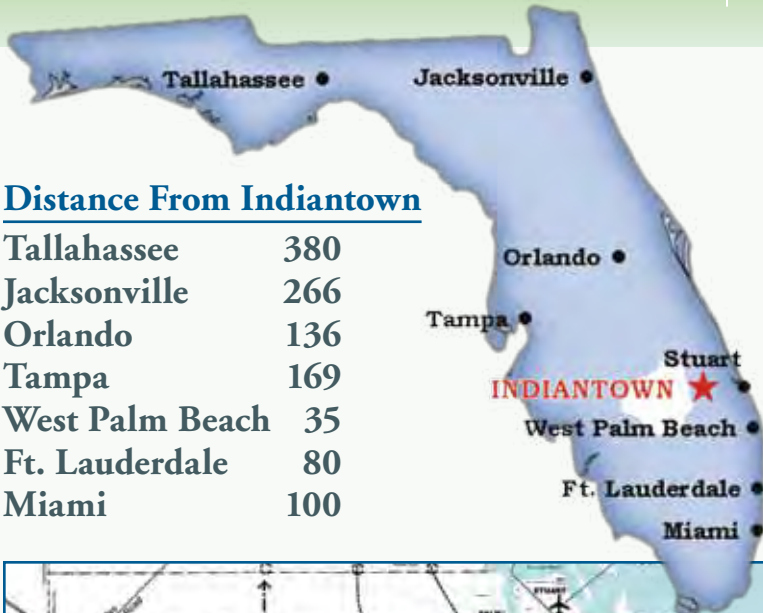 Tallahassee
Jacksonville
Distance From Indiantown
Tallahassee 380
Jacksonville 266
Orlando 136
Tampa 169
West Palm Beach 35
Ft. Lauderdale 80
Miami 100
Orlando
Tampa
Stuart
INDIANTOWN
West Palm Beach
Ft. Lauderdale
Miami
STUART